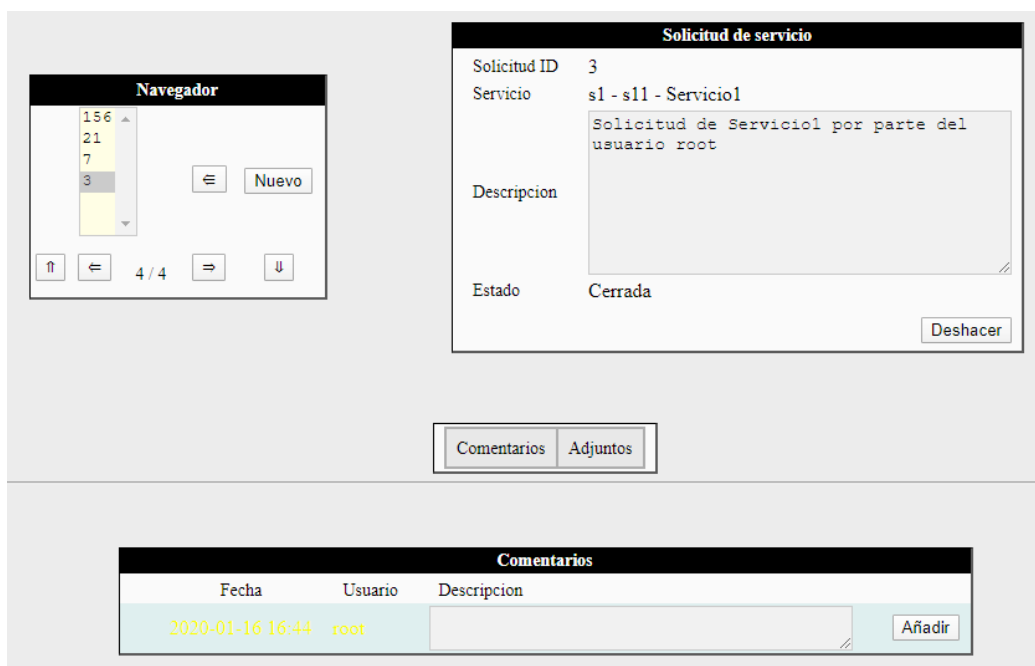 Solicitud de servicio
Solicitud ID 3
Servicio s1 - s11 - Servicio1
Solicitud de Servicio1 por parte del
usuario root
Descripcion
Estado Cerrada
Deshacer
Navegador
156
21
7
3
⋲ Nuevo
⇑ ⇐ 4 / 4 ⇒ ⇓
Comentarios Adjuntos
Comentarios
Fecha Usuario Descripcion
2020-01-16 16:44 root Añadir